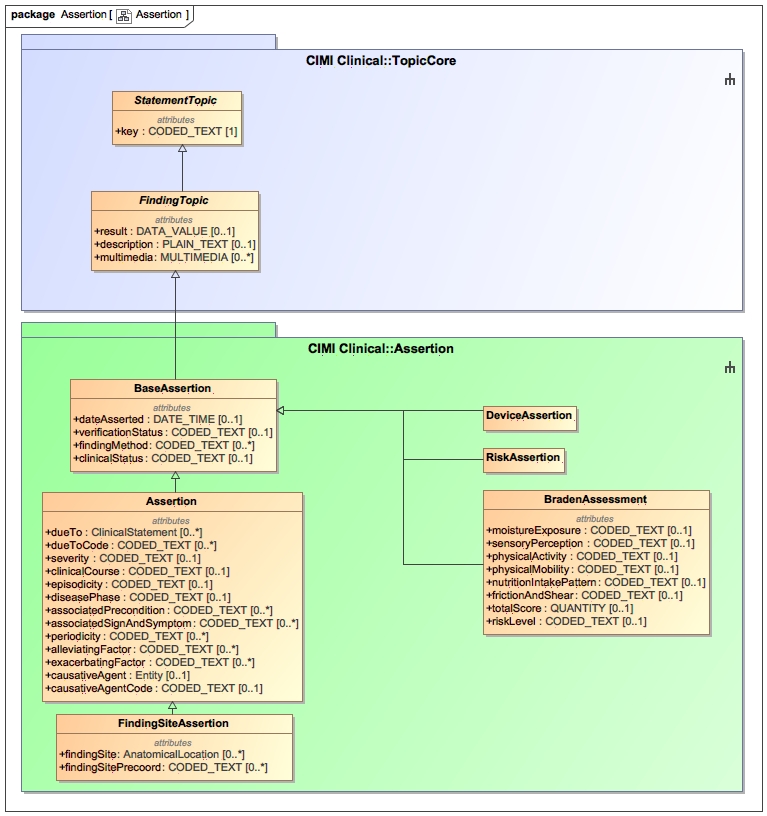 package Assertion [ Assertion ]
CIMI Clinical::TopicCore
StatementTopic
attributes
+key : CODED_TEXT [1]
FindingTopic
attributes
+result : DATA_VALUE [0..1]
+description : PLAIN_TEXT [0..1]
+multimedia : MULTIMEDIA [0..*]
CIMI Clinical::Assertion
BaseAssertion
attributes
+dateAsserted : DATE_TIME [0..1]
+verificationStatus : CODED_TEXT [0..1]
+findingMethod : CODED_TEXT [0..*]
+clinicalStatus : CODED_TEXT [0..1]
DeviceAssertion
RiskAssertion
BradenAssessment
attributes
+moistureExposure : CODED_TEXT [0..1]
+sensoryPerception : CODED_TEXT [0..1]
+physicalActivity : CODED_TEXT [0..1]
+physicalMobility : CODED_TEXT [0..1]
+nutritionIntakePattern : CODED_TEXT [0..1]
+frictionAndShear : CODED_TEXT [0..1]
+totalScore : QUANTITY [0..1]
+riskLevel : CODED_TEXT [0..1]
Assertion
attributes
+dueTo : ClinicalStatement [0..*]
+dueToCode : CODED_TEXT [0..*]
+severity : CODED_TEXT [0..1]
+clinicalCourse : CODED_TEXT [0..1]
+episodicity : CODED_TEXT [0..1]
+diseasePhase : CODED_TEXT [0..1]
+associatedPrecondition : CODED_TEXT [0..*]
+associatedSignAndSymptom : CODED_TEXT [0..*]
+periodicity : CODED_TEXT [0..*]
+alleviatingFactor : CODED_TEXT [0..*]
+exacerbatingFactor : CODED_TEXT [0..*]
+causativeAgent : Entity [0..1]
+causativeAgentCode : CODED_TEXT [0..1]
FindingSiteAssertion
attributes
+findingSite : AnatomicalLocation [0..*]
+findingSitePrecoord : CODED_TEXT [0..*]